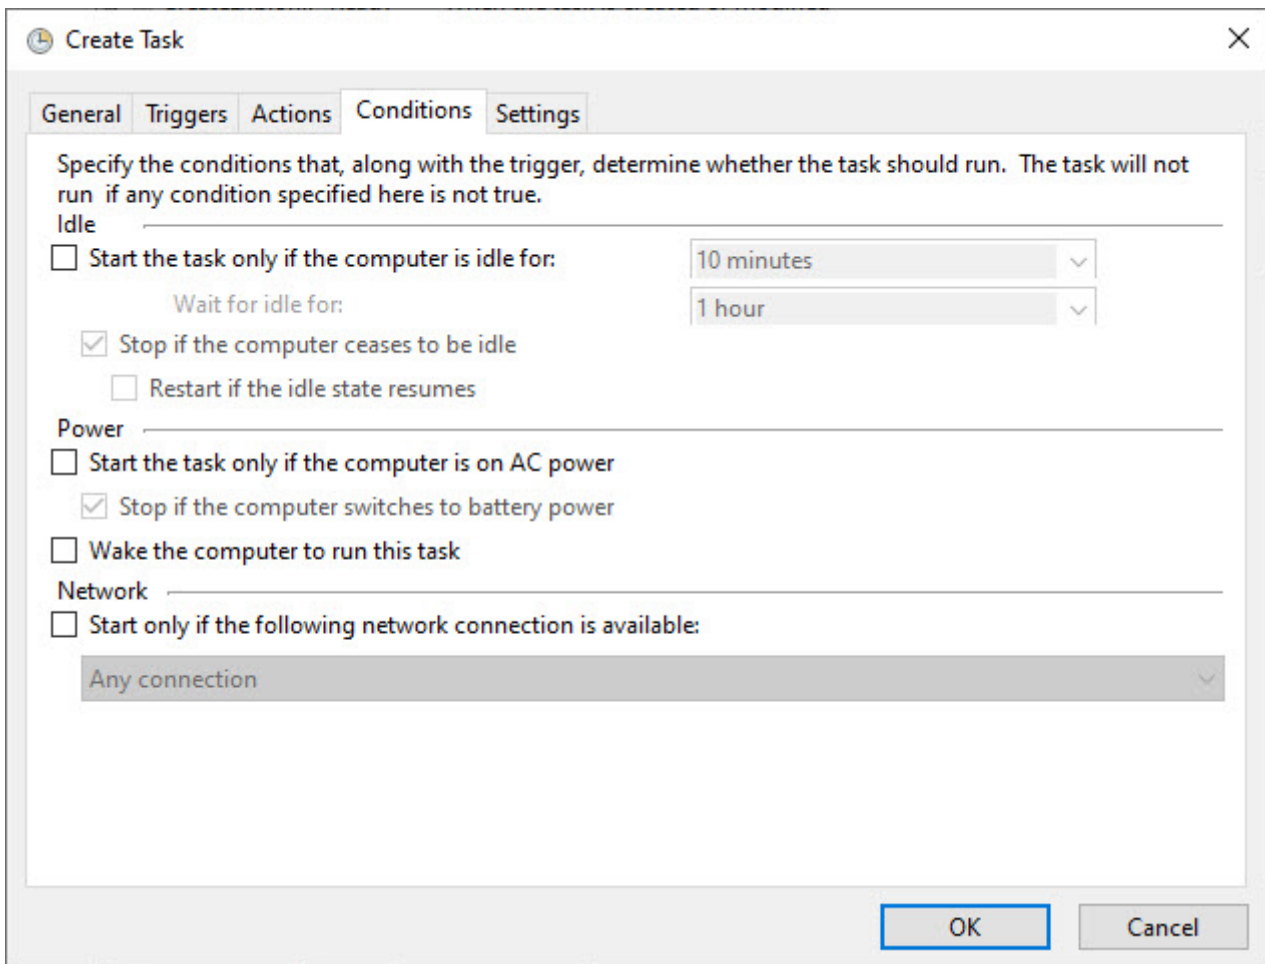 Create Task
General Triggers Actions Conditions Settings
Specify the conditions that, along with the trigger, determine whether the task should run.  The task will not
run  if any condition specified here is not true.
Idle
Start the task only if the computer is idle for: 10 minutes
Wait for idle for: 1 hour
Stop if the computer ceases to be idle
Restart if the idle state resumes
Power
Start the task only if the computer is on AC power
Stop if the computer switches to battery power
Wake the computer to run this task
Network
Start only if the following network connection is available:
Any connection
OK Cancel